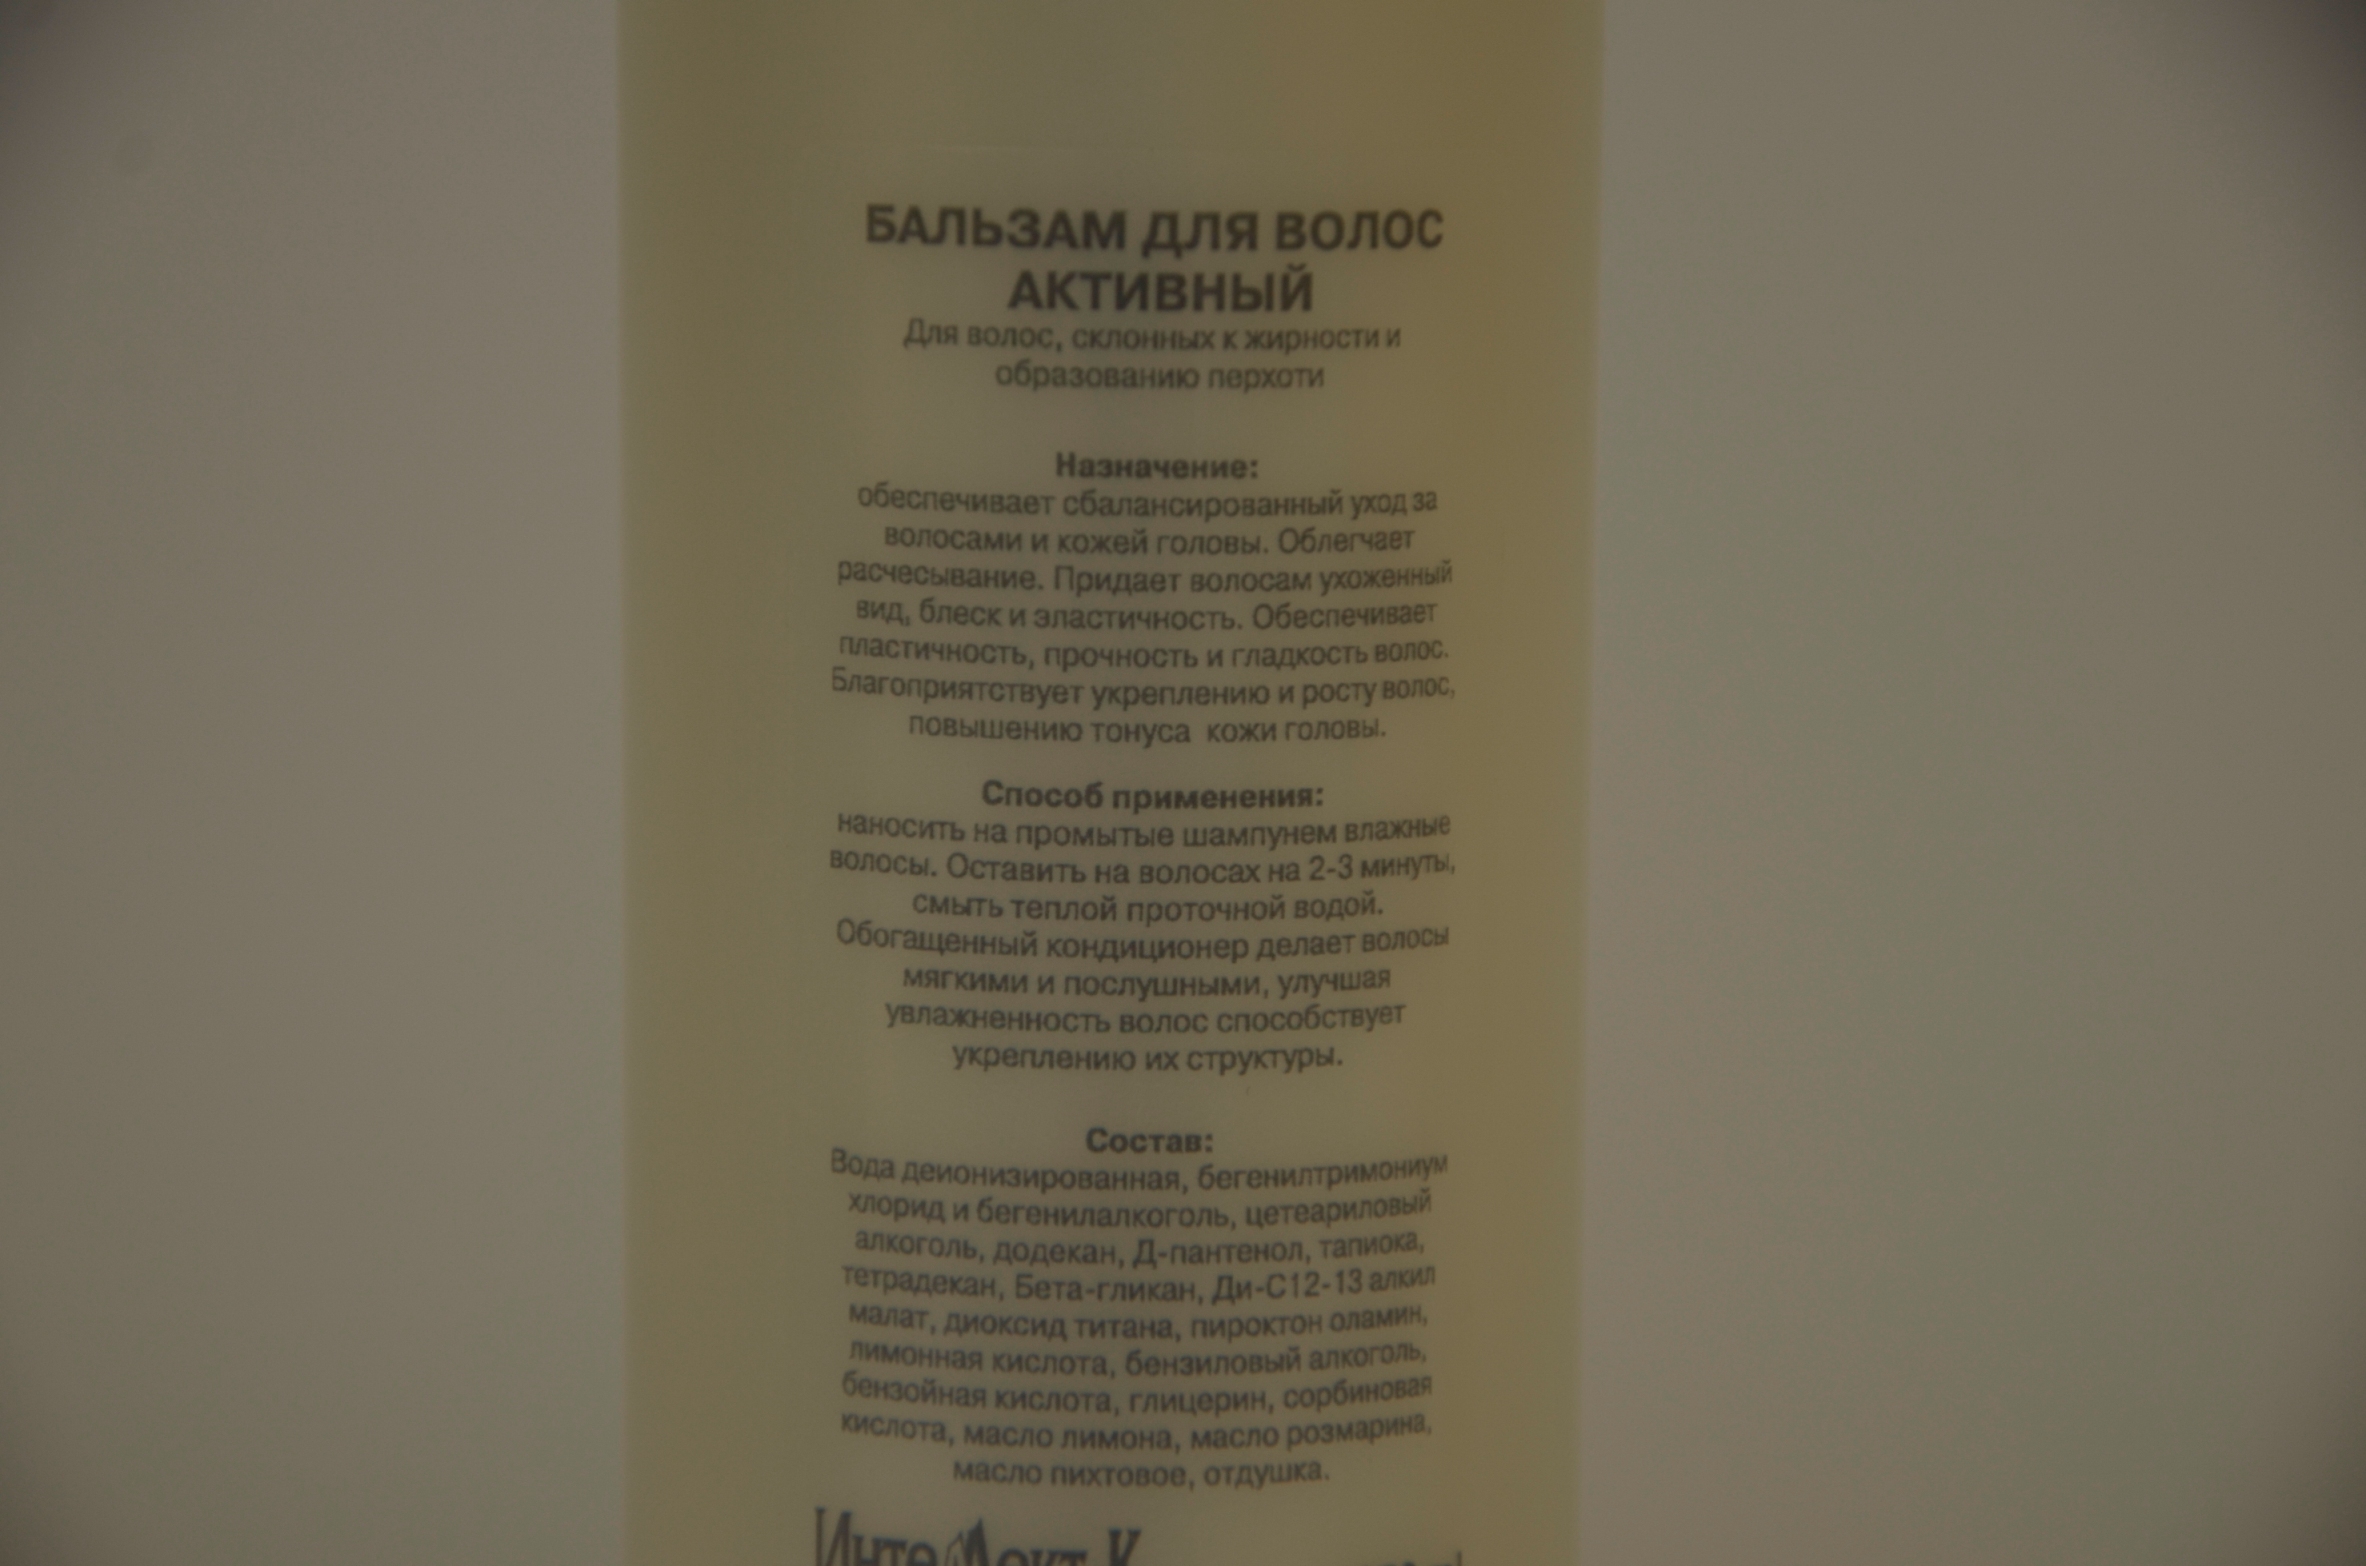 БАЛЬЗАМ ДЛЯ ВОЛОС
АКТИВНЫЙ
Для волос, склонных к жирности и
образованию перхоти
Назначение:
обеспечивает сбалансированный уход за
волосами и кожей головы. Облегчает
расчесывание. Придает волосам ухоженный
вид, блеск и эластичность. Обеспечивает
пластичность, прочность и гладкость волос.
Благоприятствует укреплению и росту волос,
повышению тонуса кожи головы.
Способ применения:
наносить на промытые шампунем влажные
волосы. Оставить на волосах на 2-3 минуты,
смыть теплой проточной водой.
Обогащенный кондиционер делает волосы
мягкими и послушными, улучшая
увлажненность волос способствует
укреплению их структуры.
Состав:
Вода деионизированная, бегенилтримониум
хлорид и бегенилалкоголь, цетеариловый
алкоголь, додекан, Д-пантенол, тапиока,
тетрадекан, Бета-гликан, Ди-С12-13 алкил
малат, диоксид титана, пироктон оламин,
лимонная кислота, бензиловый алкоголь,
бензойная кислота, глицерин, сорбиновая
кислота, масло лимона, масло розмарина,
масло пихтовое, отдушка.